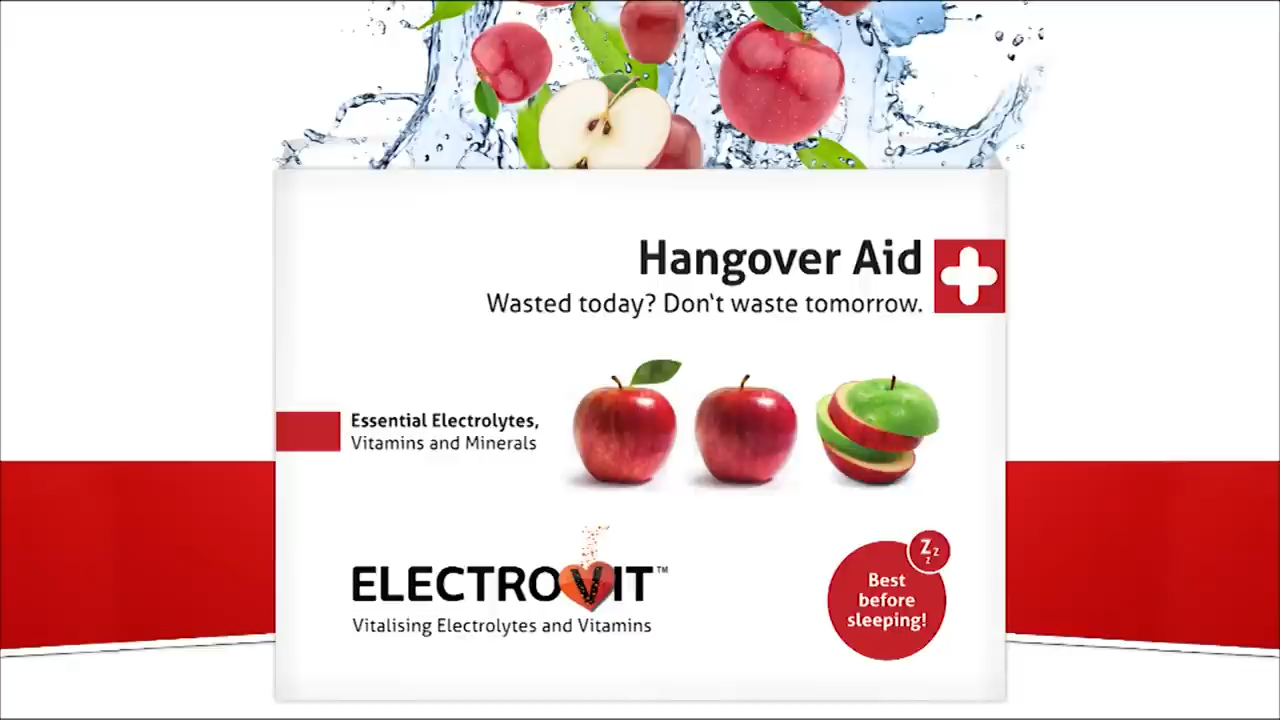 Hangover Aid
Wasted today? Don't waste tomorrow.
Essential Electrolytes,
Vitamins and Minerals
ELECTROVIT™
Vitalising Electrolytes and Vitamins
Zzz
Best
before
sleeping!